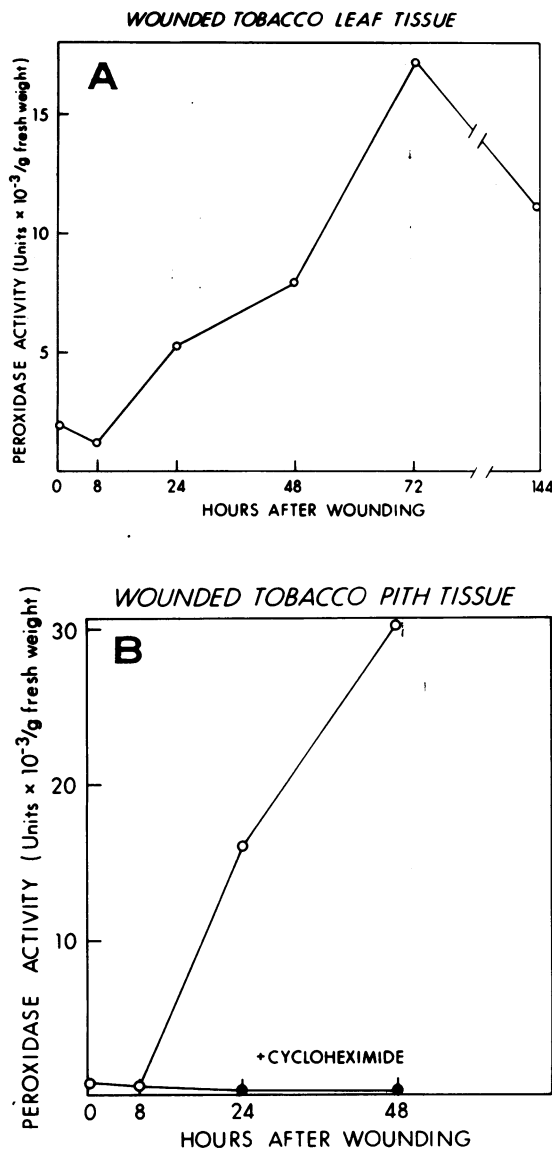 WOUNDED TOBACCO LEAF TISSUE
A
PEROXIDASE ACTIVITY (Units × 10⁻³/g fresh weight)
15
10
5
0 8 24 48 72 144
HOURS AFTER WOUNDING
WOUNDED TOBACCO PITH TISSUE
B
PEROXIDASE ACTIVITY (Units × 10⁻³/g fresh weight)
30
20
10
+CYCLOHEXIMIDE
0 8 24 48
HOURS AFTER WOUNDING